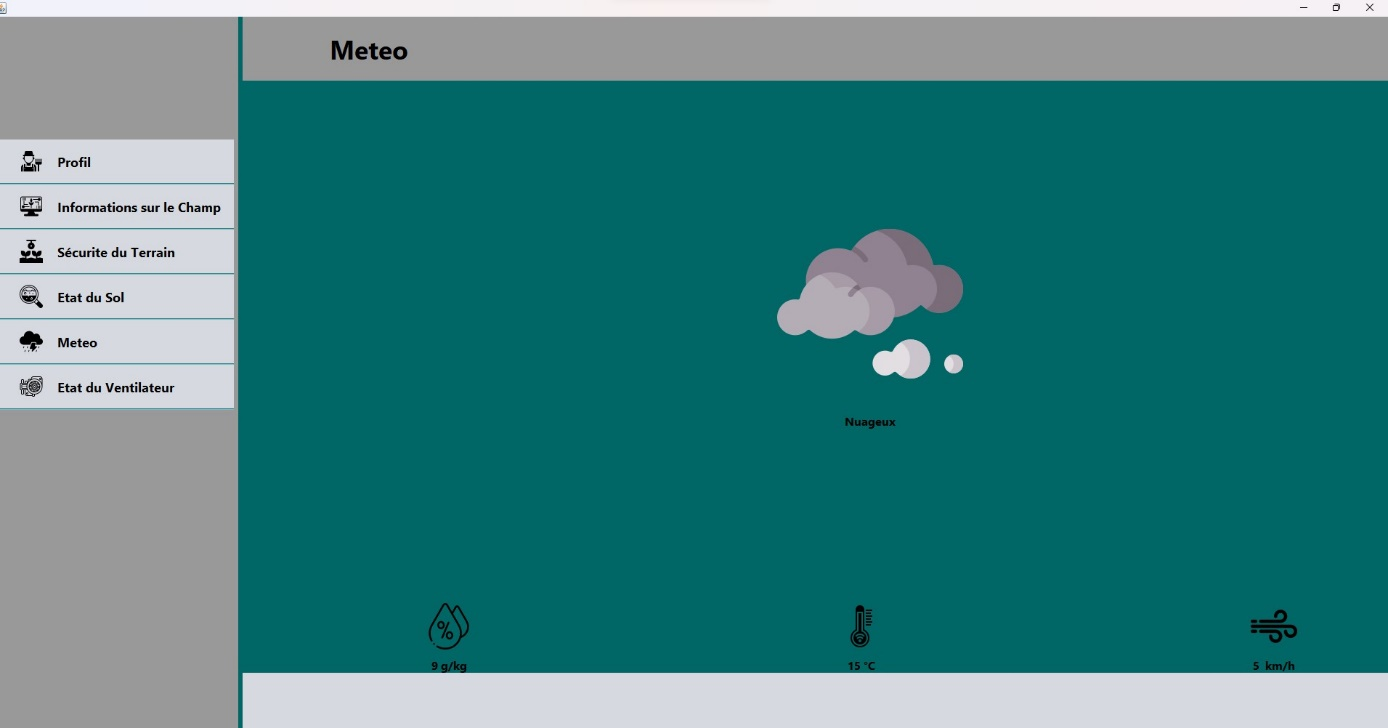 Meteo
Profil
Informations sur le Champ
Sécurite du Terrain
Etat du Sol
Meteo
Etat du Ventilateur
Nuageux
%
9 g/kg
15 °C
5 km/h